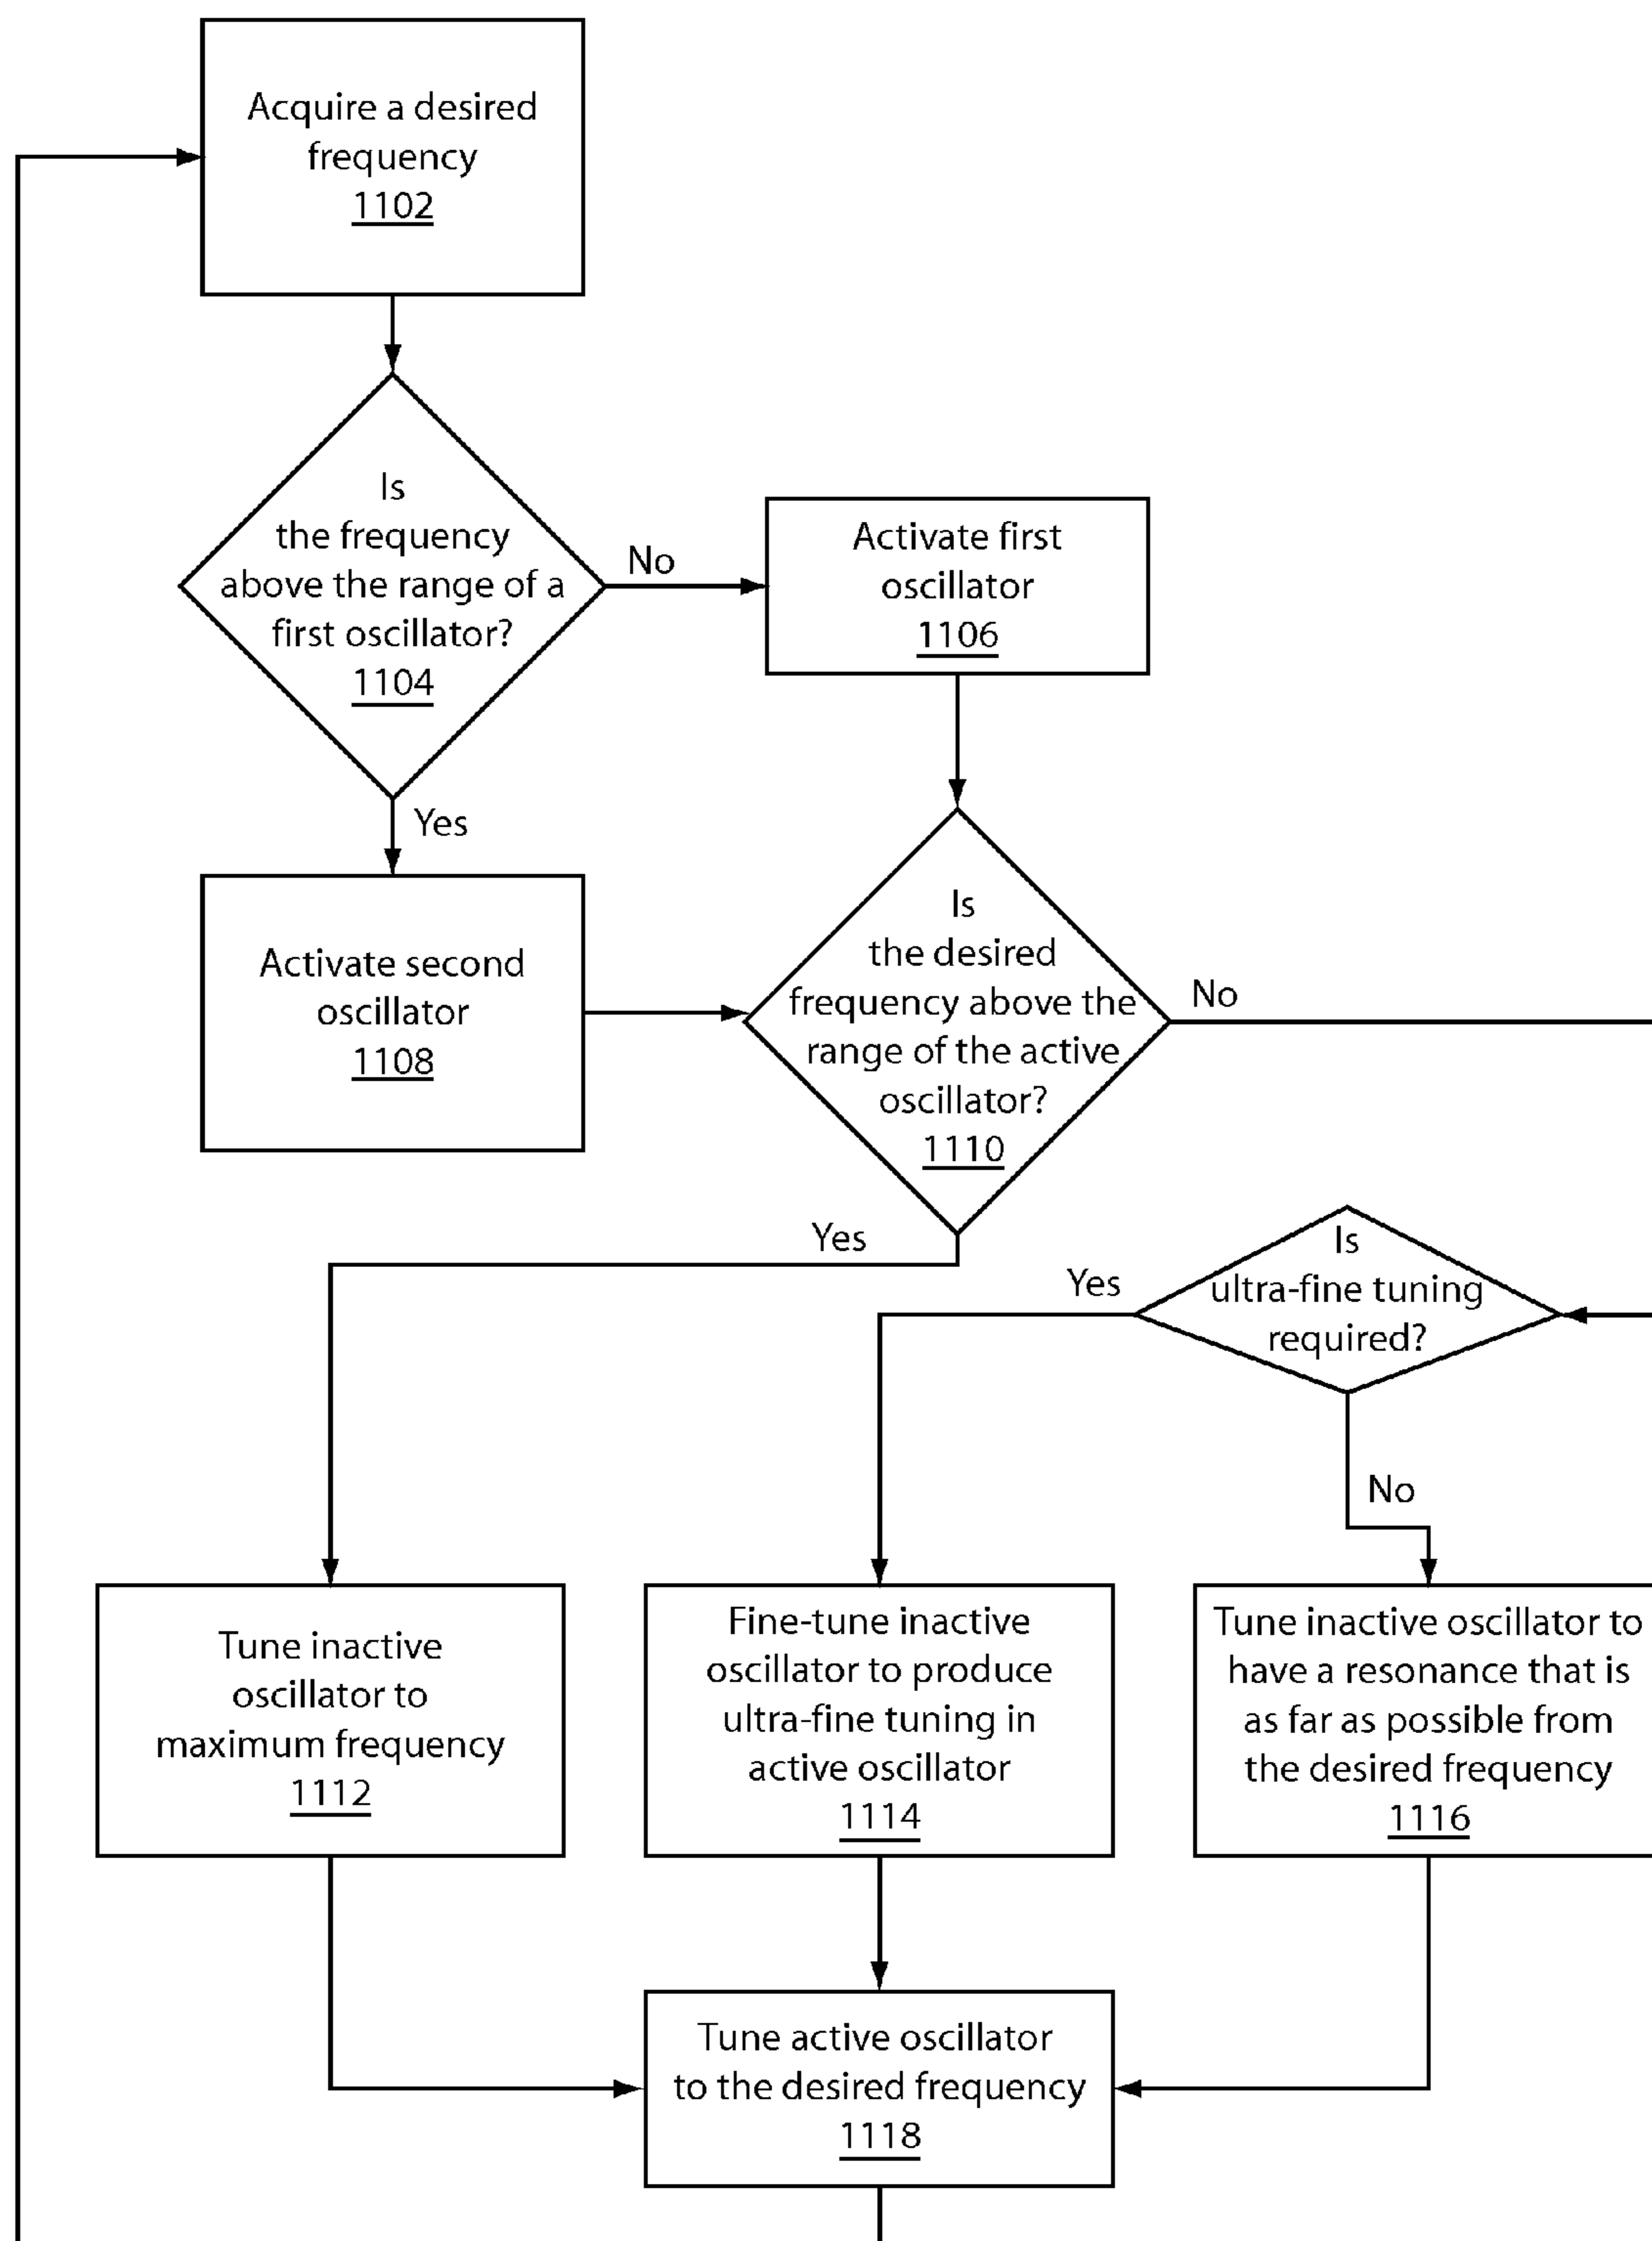 Acquire a desired
frequency
1102
Is
the frequency
above the range of a
first oscillator?
1104
No
Activate first
oscillator
1106
Yes
Activate second
oscillator
1108
Is
the desired
frequency above the
range of the active
oscillator?
1110
No
Yes
Is
ultra-fine tuning
required?
Yes
No
Tune inactive
oscillator to
maximum frequency
1112
Fine-tune inactive
oscillator to produce
ultra-fine tuning in
active oscillator
1114
Tune inactive oscillator to
have a resonance that is
as far as possible from
the desired frequency
1116
Tune active oscillator
to the desired frequency
1118